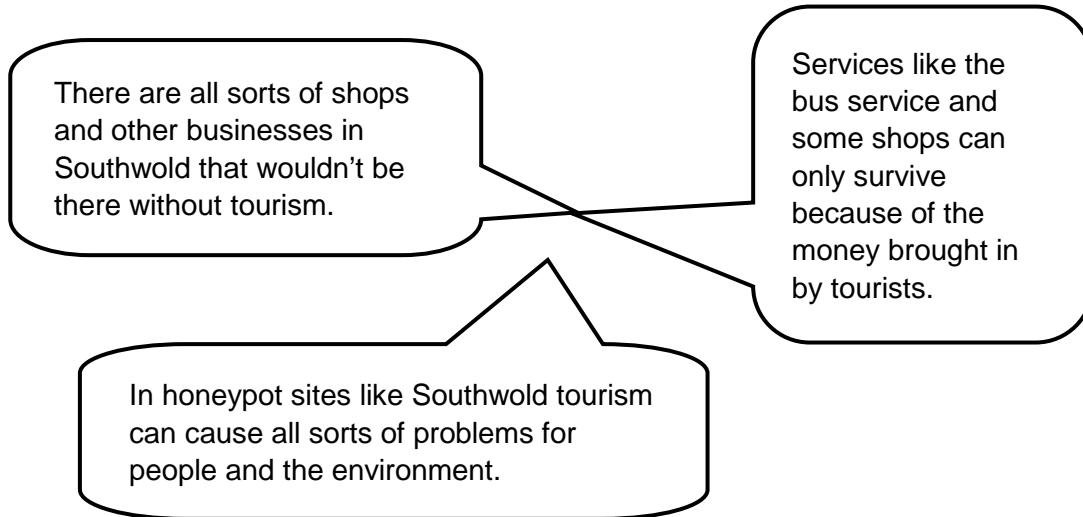 There are all sorts of shops
and other businesses in
Southwold that wouldn’t be
there without tourism.
Services like the
bus service and
some shops can
only survive
because of the
money brought in
by tourists.
In honeypot sites like Southwold tourism
can cause all sorts of problems for
people and the environment.